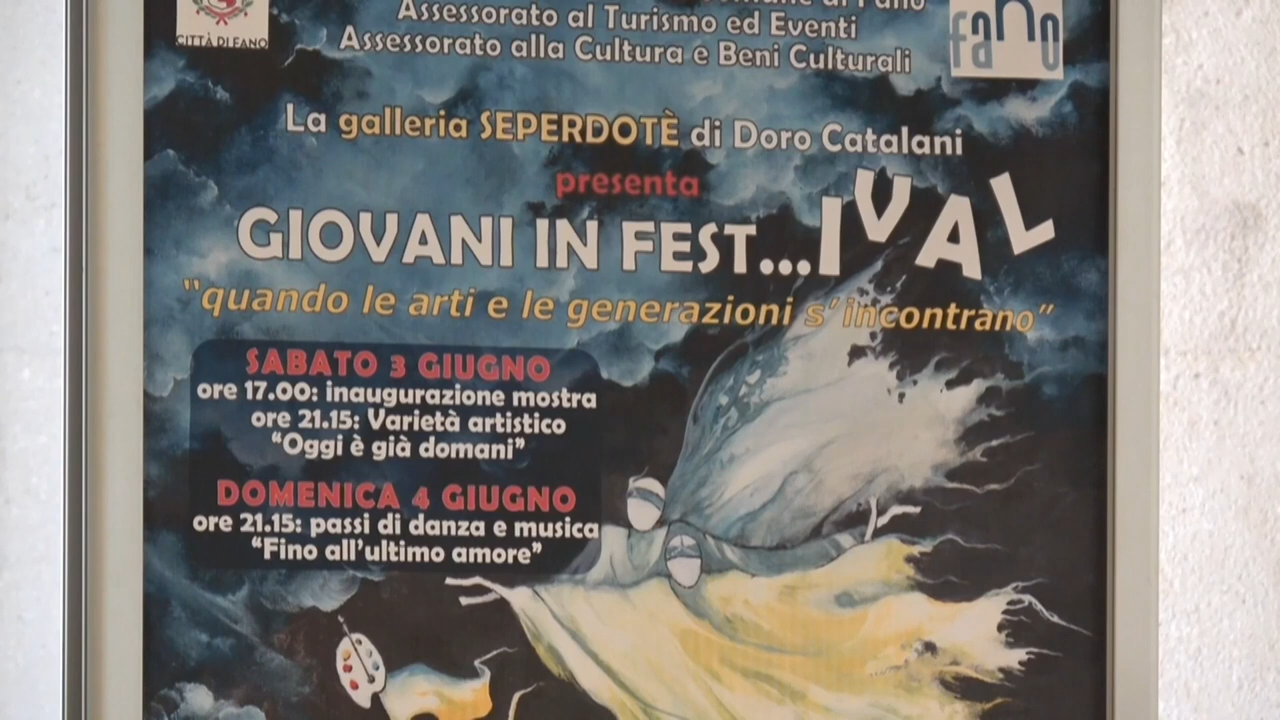 CITTÀ DI FANO
Comune di Fano
Assessorato al Turismo ed Eventi
Assessorato alla Cultura e Beni Culturali
fano
La galleria SEPERDOTÈ di Doro Catalani
presenta
GIOVANI IN FEST...IVAL
"quando le arti e le generazioni s'incontrano"
SABATO 3 GIUGNO
ore 17.00: inaugurazione mostra
ore 21.15: Varietà artistico
"Oggi è già domani"
DOMENICA 4 GIUGNO
ore 21.15: passi di danza e musica
"Fino all'ultimo amore"